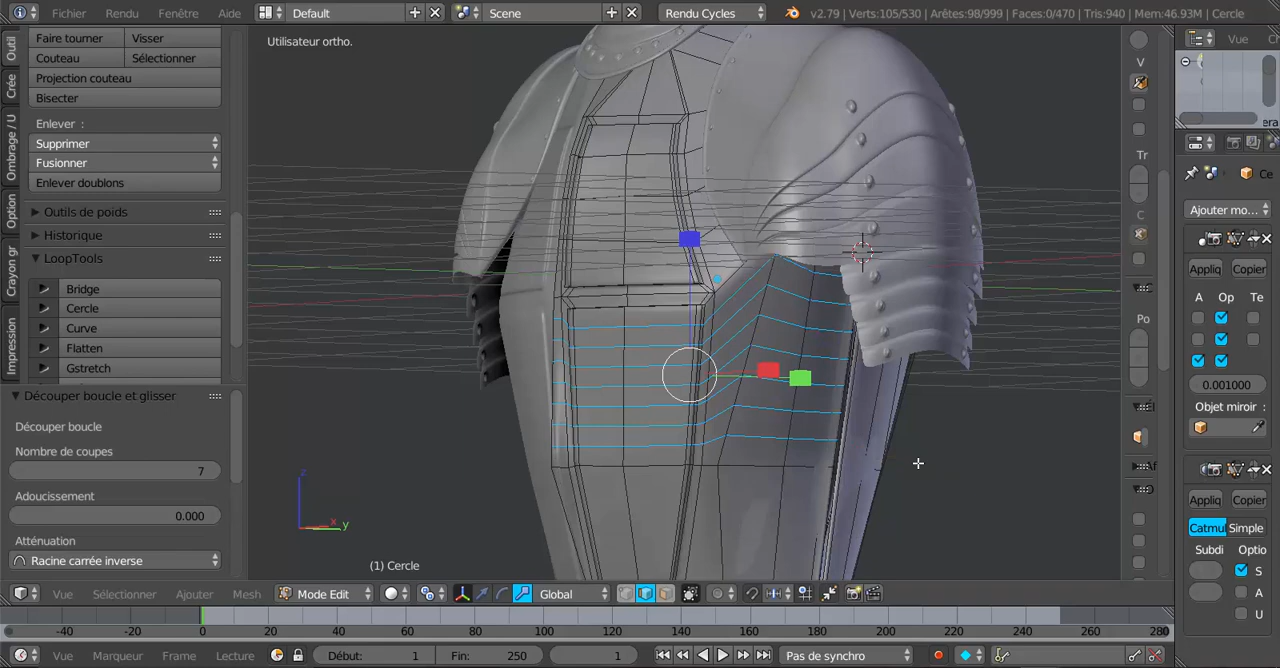 Fichier Rendu Fenêtre Aide Default Scene Rendu Cycles v2.79 | Verts:105/530 | Arêtes:98/999 | Faces:0/470 | Tris:940 | Mem:46.93M | Cercle
Outil
Crée
Ombrage / U
Option
Crayon gr
Impression
Faire tourner Visser
Couteau Sélectionner
Projection couteau
Bisecter
Enlever :
Supprimer
Fusionner
Enlever doublons
Outils de poids
Historique
LoopTools
Bridge
Cercle
Curve
Flatten
Gstretch
Découper boucle et glisser
Découper boucle
Nombre de coupes
7
Adoucissement
0.000
Atténuation
Racine carrée inverse
Utilisateur ortho.
z
x
y
(1) Cercle
V
Tr
C
Po
Vue
era
Ce
Ajouter mo...
Appliq Copier
A Op Te
0.001000
Objet miroir :
Appliq Copier
Catmu Simple
Subdi Optio
S
A
U
Vue Sélectionner Ajouter Mesh Mode Edit Global
-40 -20 0 20 40 60 80 100 120 140 160 180 200 220 240 260 280
Vue Marqueur Frame Lecture Début: 1 Fin: 250 1 Pas de synchro